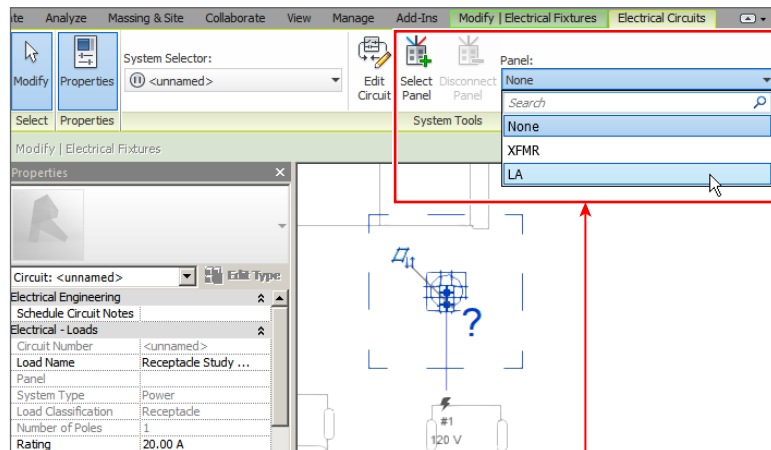 te Analyze Massing & Site Collaborate View Manage Add-Ins Modify | Electrical Fixtures Electrical Circuits
System Selector:
<unnamed>
Modify Properties
Edit Circuit
Select Panel
Disconnect Panel
Panel:
None
Search
None
XFMR
LA
Select Properties System Tools
Modify | Electrical Fixtures
Properties
Circuit: <unnamed> Edit Type
Electrical Engineering
Schedule Circuit Notes
Electrical - Loads
Circuit Number <unnamed>
Load Name Receptacle Study ...
Panel
System Type Power
Load Classification Receptacle
Number of Poles 1
Rating 20.00 A
?
#1
120 V